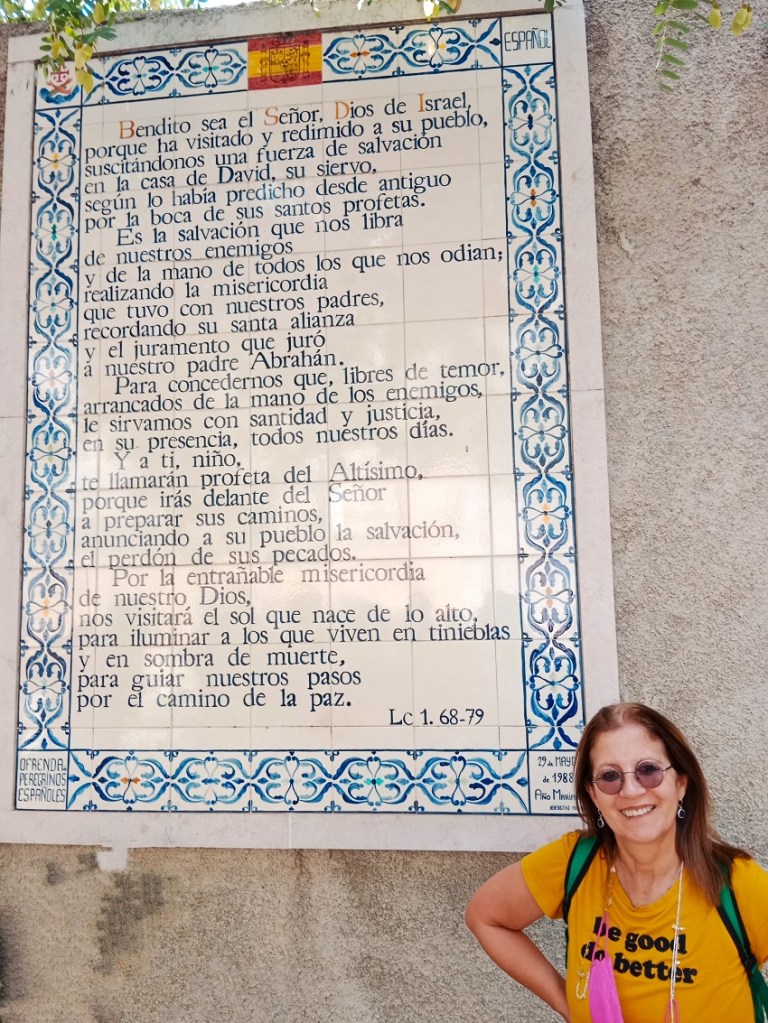 ESPAÑOL
Bendito sea el Señor, Dios de Israel,
porque ha visitado y redimido a su pueblo,
suscitándonos una fuerza de salvación
en la casa de David, su siervo,
según lo había predicho desde antiguo
por la boca de sus santos profetas.
Es la salvación que nos libra
de nuestros enemigos
y de la mano de todos los que nos odian;
realizando la misericordia
que tuvo con nuestros padres,
recordando su santa alianza
y el juramento que juró
a nuestro padre Abrahán.
Para concedernos que, libres de temor,
arrancados de la mano de los enemigos,
le sirvamos con santidad y justicia,
en su presencia, todos nuestros días.
Y a ti, niño,
te llamarán profeta del Altísimo,
porque irás delante del Señor
a preparar sus caminos,
anunciando a su pueblo la salvación,
el perdón de sus pecados.
Por la entrañable misericordia
de nuestro Dios,
nos visitará el sol que nace de lo alto,
para iluminar a los que viven en tinieblas
y en sombra de muerte,
para guiar nuestros pasos
por el camino de la paz.
Lc 1. 68-79
OFRENDA
PEREGRINOS
ESPAÑOLES
29 de MAYO
de 1988
AÑO
be good
do better